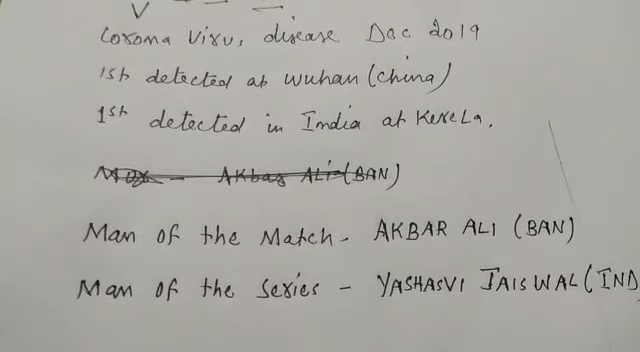 V
Corona Viru, disease Dec 2019
1st detected at Wuhan (China)
1st detected in India at Kerela.
Akbar ALi (BAN)
Man of the Match - AKBAR ALI (BAN)
Man of the Series - YASHASVI JAISWAL (IND